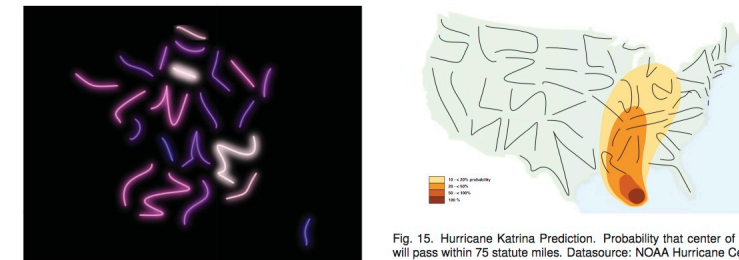 10 - < 20% probability
20 - < 50%
50 - < 100%
100 %
Fig. 15. Hurricane Katrina Prediction. Probability that center of
will pass within 75 statute miles. Datasource: NOAA Hurricane Ce